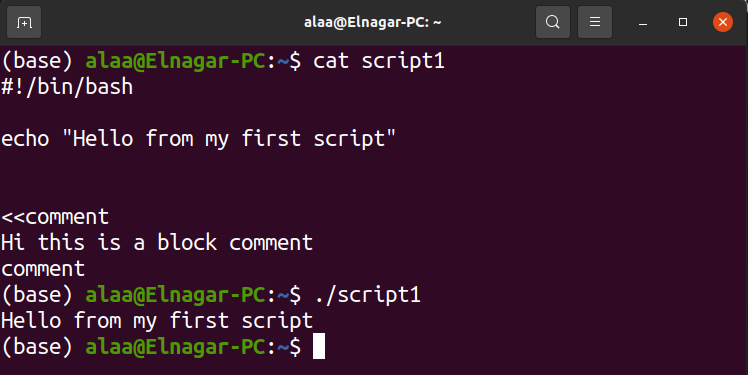 alaa@Elnagar-PC: ~
(base) alaa@Elnagar-PC:~$ cat script1
#!/bin/bash
echo "Hello from my first script"
<<comment
Hi this is a block comment
comment
(base) alaa@Elnagar-PC:~$ ./script1
Hello from my first script
(base) alaa@Elnagar-PC:~$